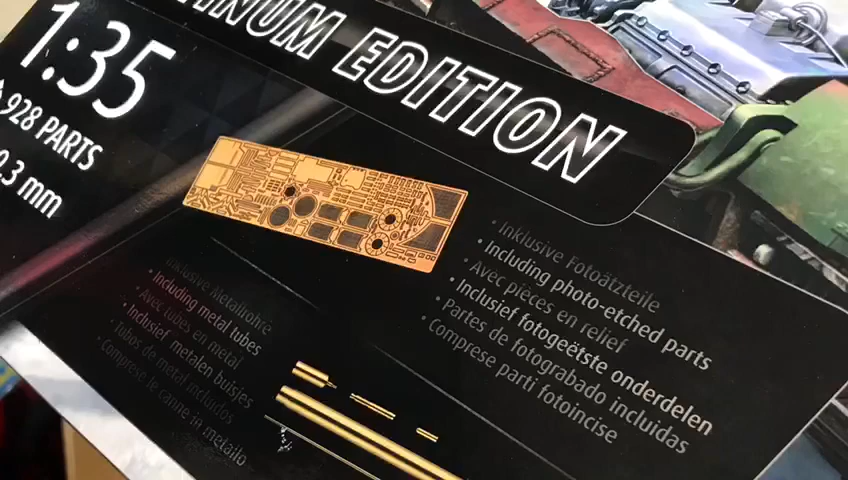 INUM EDITION
1:35
928 PARTS
0.3 mm
• Inklusive Fotoätzteile
• Including photo-etched parts
• Avec pièces en relief
• Inclusief fotogeëtste onderdelen
• Partes de fotograbado incluidas
• Comprese parti fotoincise
Inklusive Metallrohre
• Including metal tubes
• Avec tubes en metal
• Inclusief metalen buisjes
• Tubos de metal incluidos
• Comprese le canne in metallo